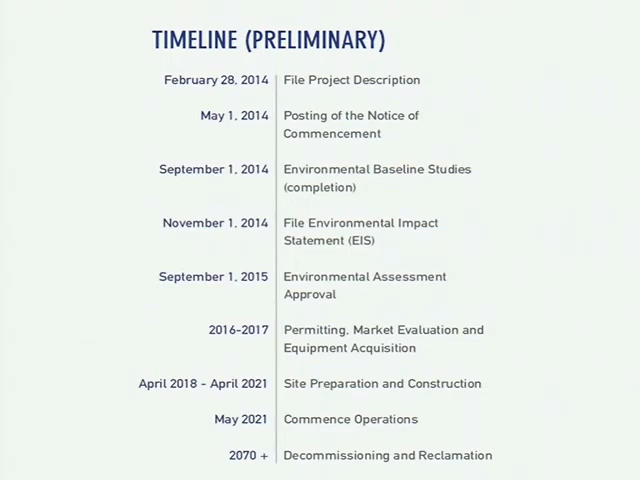 TIMELINE (PRELIMINARY)
February 28, 2014 File Project Description
May 1, 2014 Posting of the Notice of
Commencement
September 1, 2014 Environmental Baseline Studies
(completion)
November 1, 2014 File Environmental Impact
Statement (EIS)
September 1, 2015 Environmental Assessment
Approval
2016-2017 Permitting, Market Evaluation and
Equipment Acquisition
April 2018 - April 2021 Site Preparation and Construction
May 2021 Commence Operations
2070 + Decommissioning and Reclamation